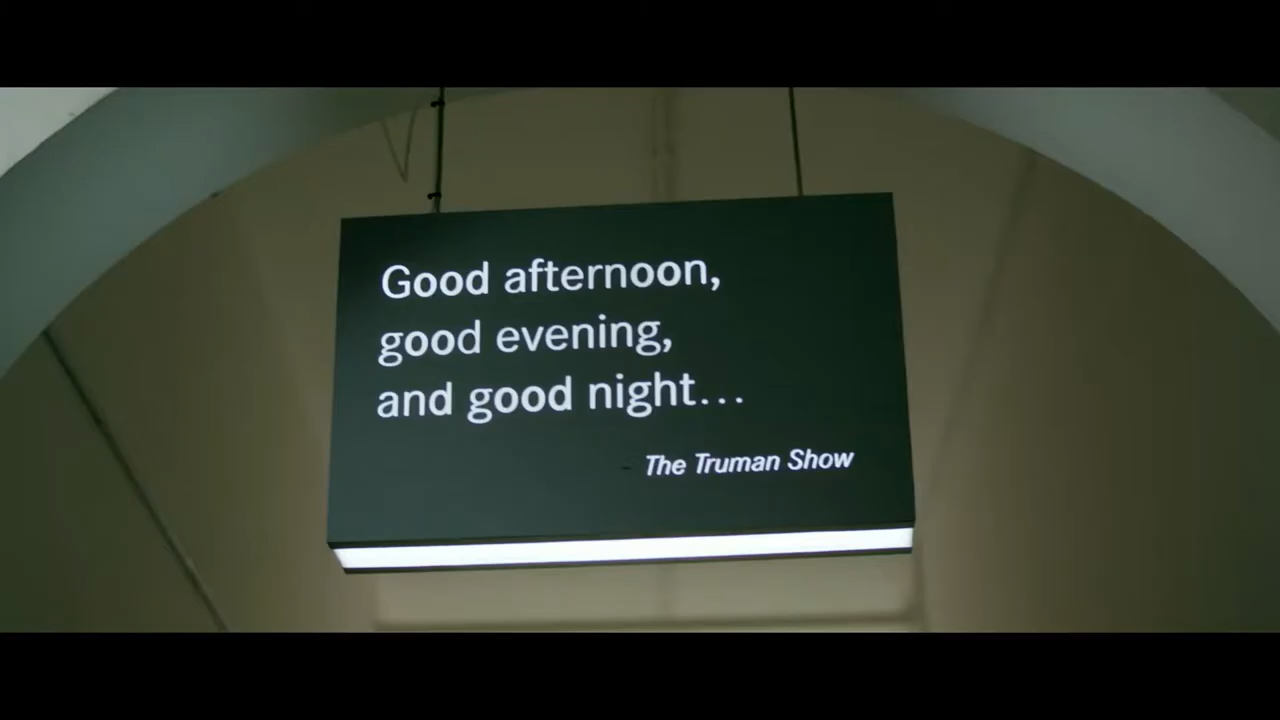 Good afternoon,
good evening,
and good night...
- The Truman Show